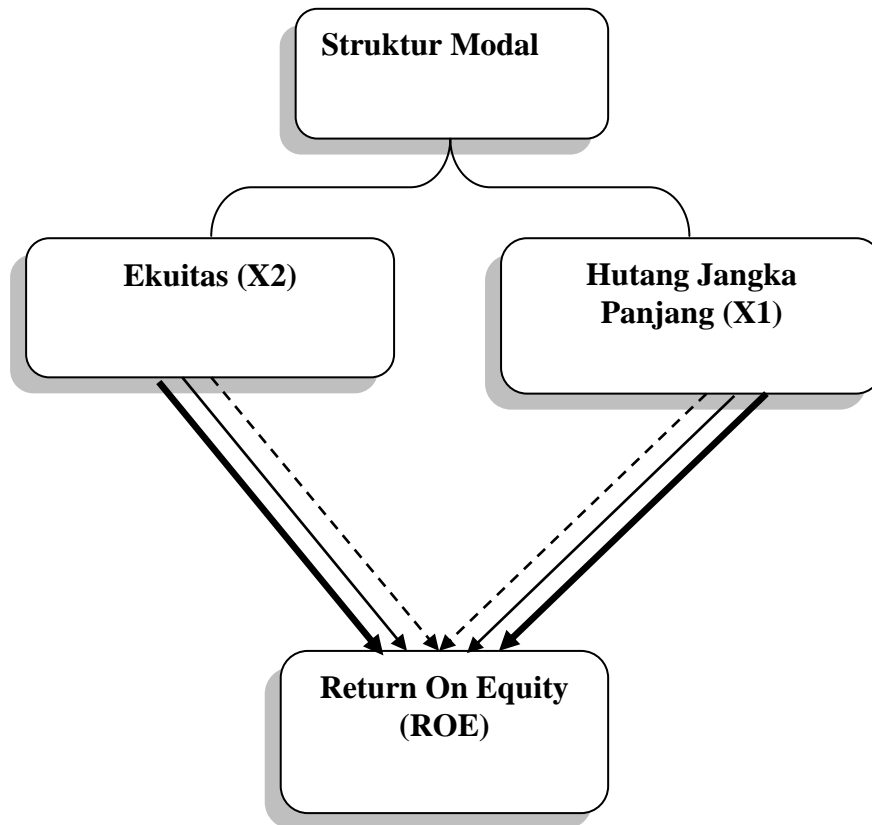 Struktur Modal
Ekuitas (X2)
Hutang Jangka
Panjang (X1)
Return On Equity
(ROE)